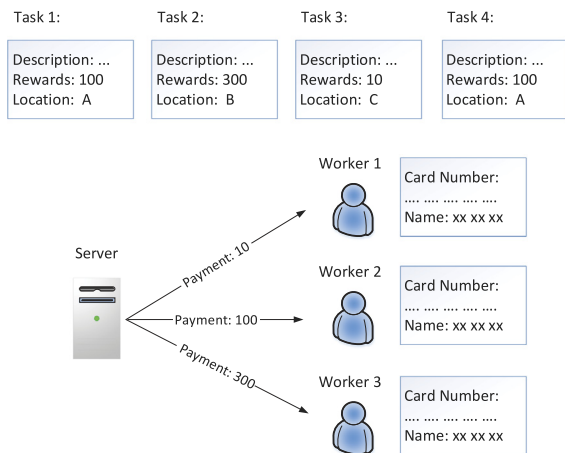 Task 1:
Task 2:
Task 3:
Task 4:
Description: ...
Rewards: 100
Location: A
Description: ...
Rewards: 300
Location: B
Description: ...
Rewards: 10
Location: C
Description: ...
Rewards: 100
Location: A
Worker 1
Card Number:
.... .... .... .... ....
Name: xx xx xx
Server
Payment: 10
Worker 2
Card Number:
.... .... .... .... ....
Name: xx xx xx
Payment: 100
Payment: 300
Worker 3
Card Number:
.... .... .... .... ....
Name: xx xx xx